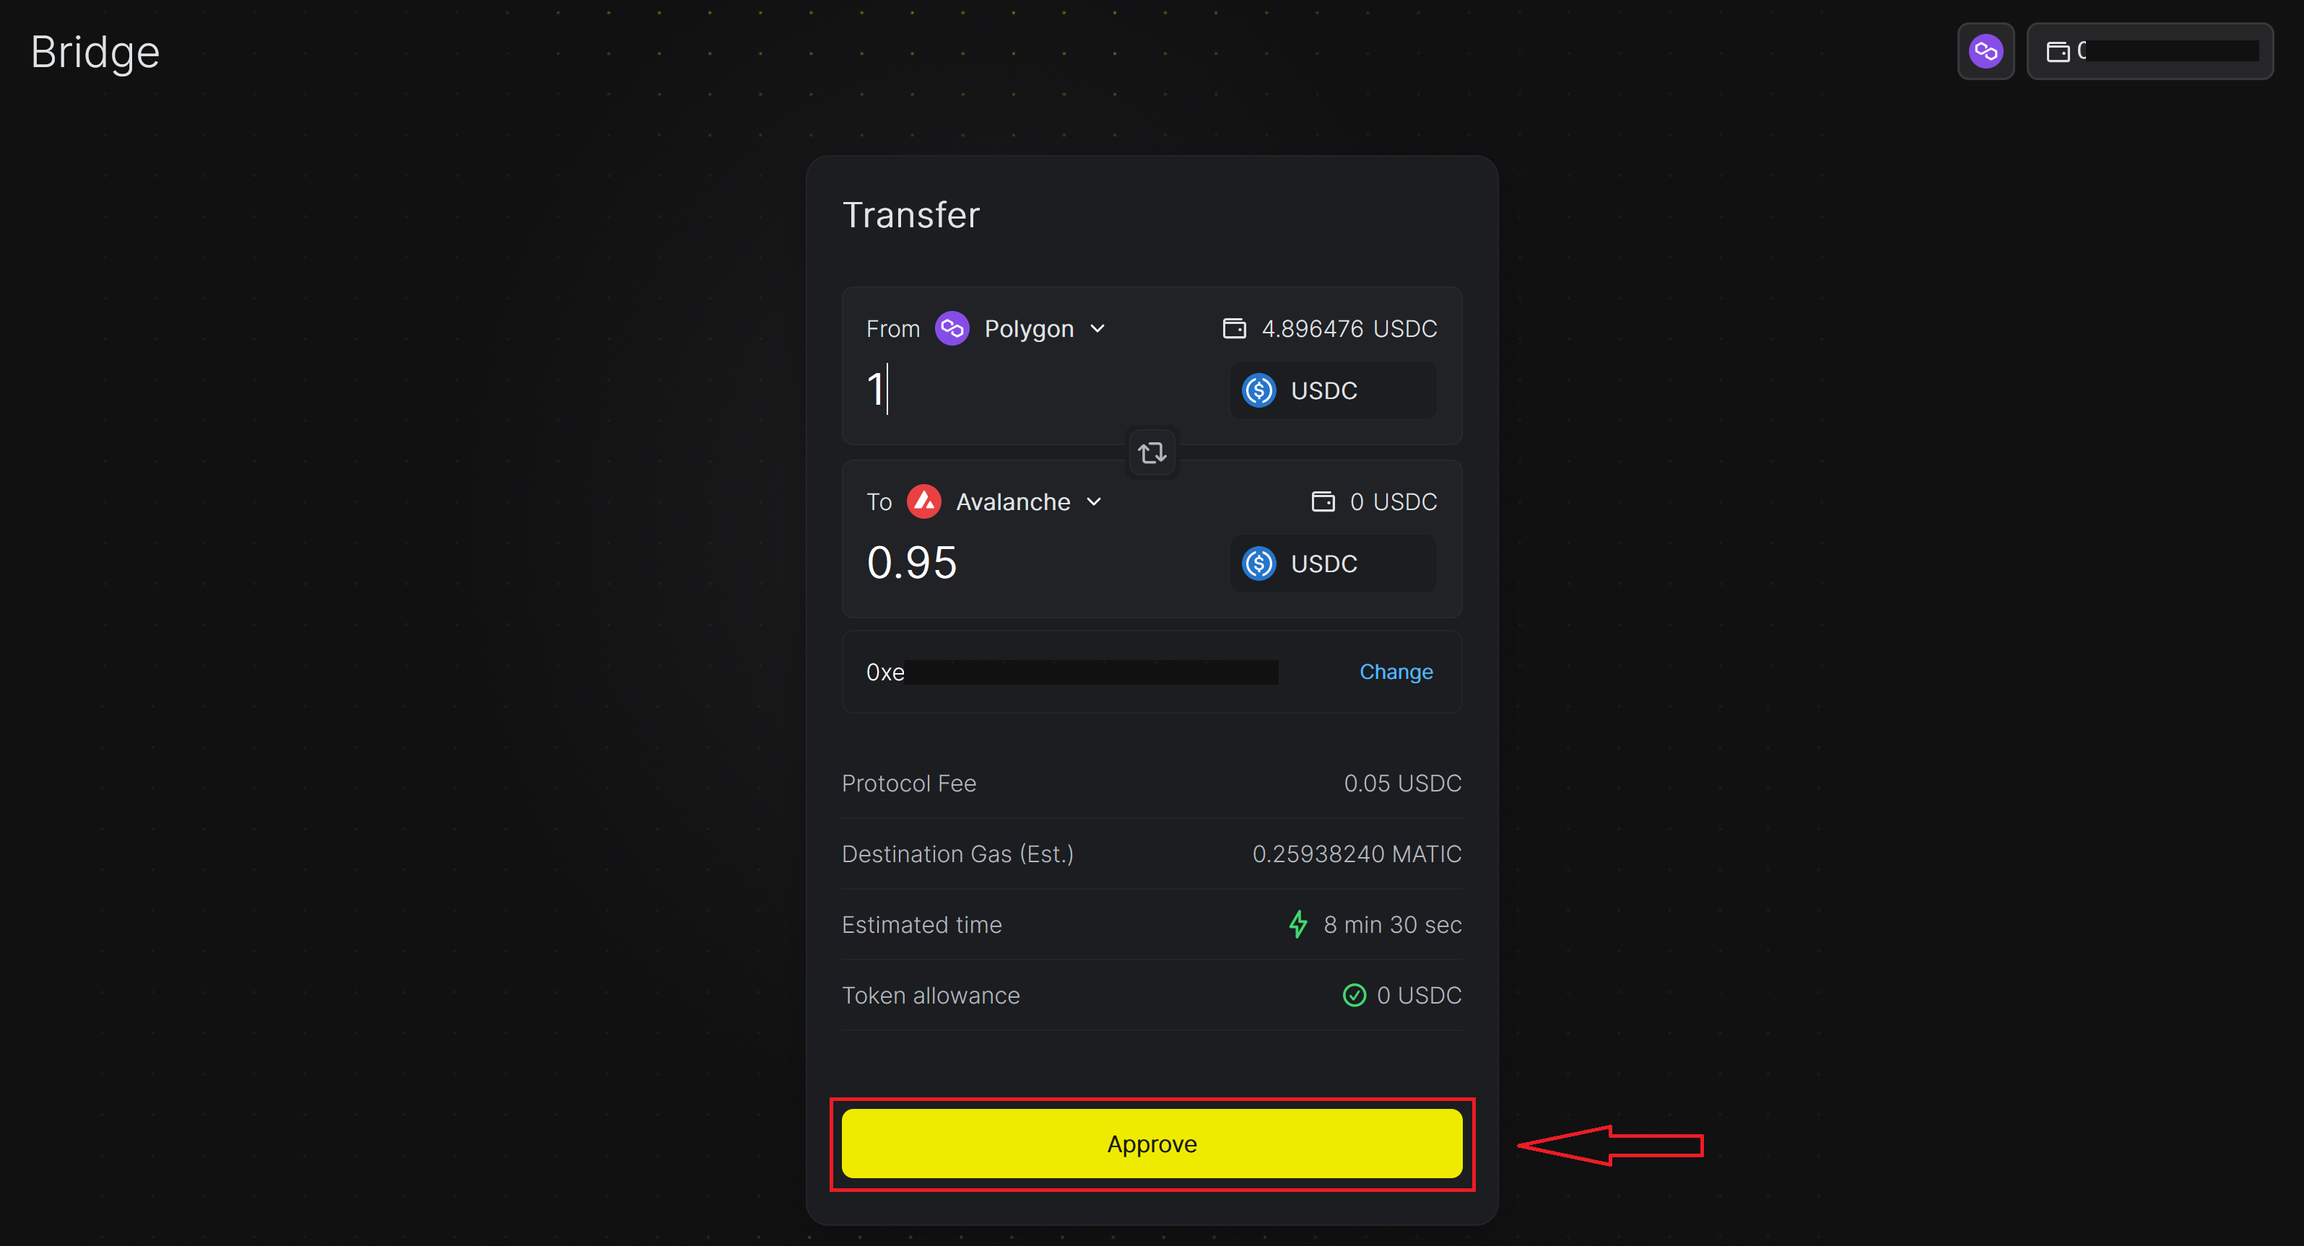 Bridge
0
Transfer
From Polygon 4.896476 USDC
1 USDC
To Avalanche 0 USDC
0.95 USDC
0xe Change
Protocol Fee 0.05 USDC
Destination Gas (Est.) 0.25938240 MATIC
Estimated time 8 min 30 sec
Token allowance 0 USDC
Approve